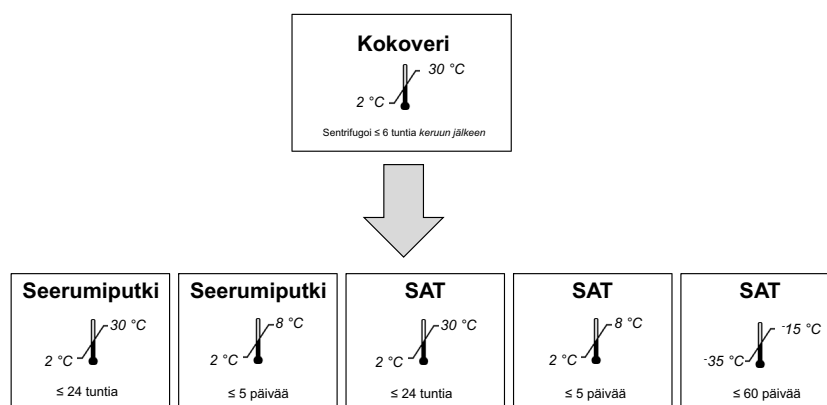 Kokoveri
30 °C
2 °C
Sentrifugoi ≤ 6 tuntia keruun jälkeen
Seerumiputki
30 °C
2 °C
≤ 24 tuntia
Seerumiputki
8 °C
2 °C
≤ 5 päivää
SAT
30 °C
2 °C
≤ 24 tuntia
SAT
8 °C
2 °C
≤ 5 päivää
SAT
-15 °C
-35 °C
≤ 60 päivää